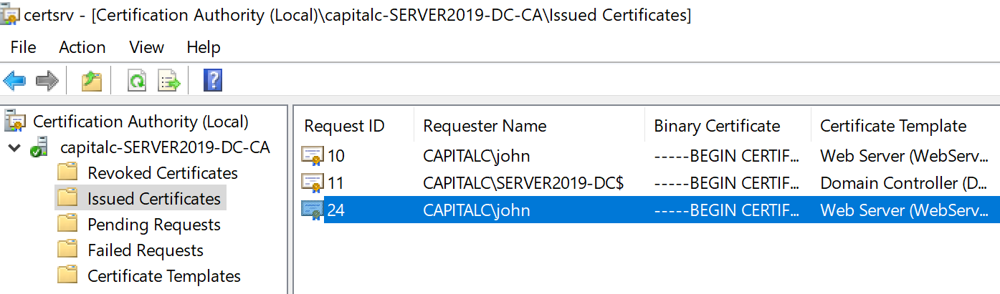 certsrv - [Certification Authority (Local)\capitalc-SERVER2019-DC-CA\Issued Certificates]
File Action View Help
Certification Authority (Local)
capitalc-SERVER2019-DC-CA
Revoked Certificates
Issued Certificates
Pending Requests
Failed Requests
Certificate Templates
Request ID Requester Name Binary Certificate Certificate Template
10 CAPITALC\john -----BEGIN CERTIF... Web Server (WebServ...
11 CAPITALC\SERVER2019-DC$ -----BEGIN CERTIF... Domain Controller (D...
24 CAPITALC\john -----BEGIN CERTIF... Web Server (WebServ...